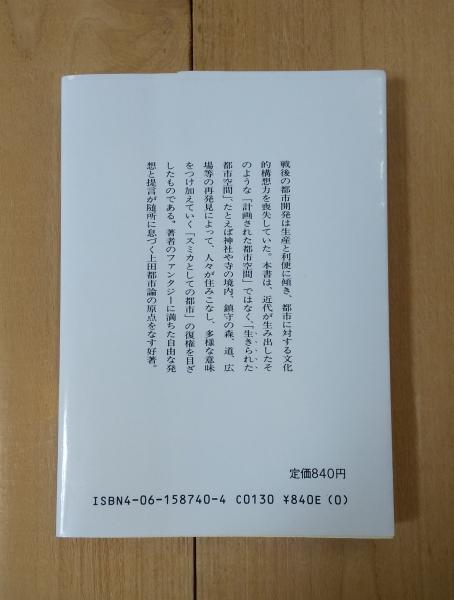 戦後の都市開発は生産と利便に傾き、都市に対する文化
的構想力を喪失していた。本書は、近代が生み出したそ
のような「計画された都市空間」ではなく「生きられた
都市空間」、たとえば神社や寺の境内、鎮守の森、道、広
場等の再発見によって、人々が住みこなし、多様な意味
をつけ加えていく「スミカとしての都市」の復権を目ざ
したものである。著者のファンタジーに満ちた自由な発
想と提言が随所に息づく上田都市論の原点をなす好著。
定価840円
ISBN4-06-158740-4 C0130 ¥840E (0)